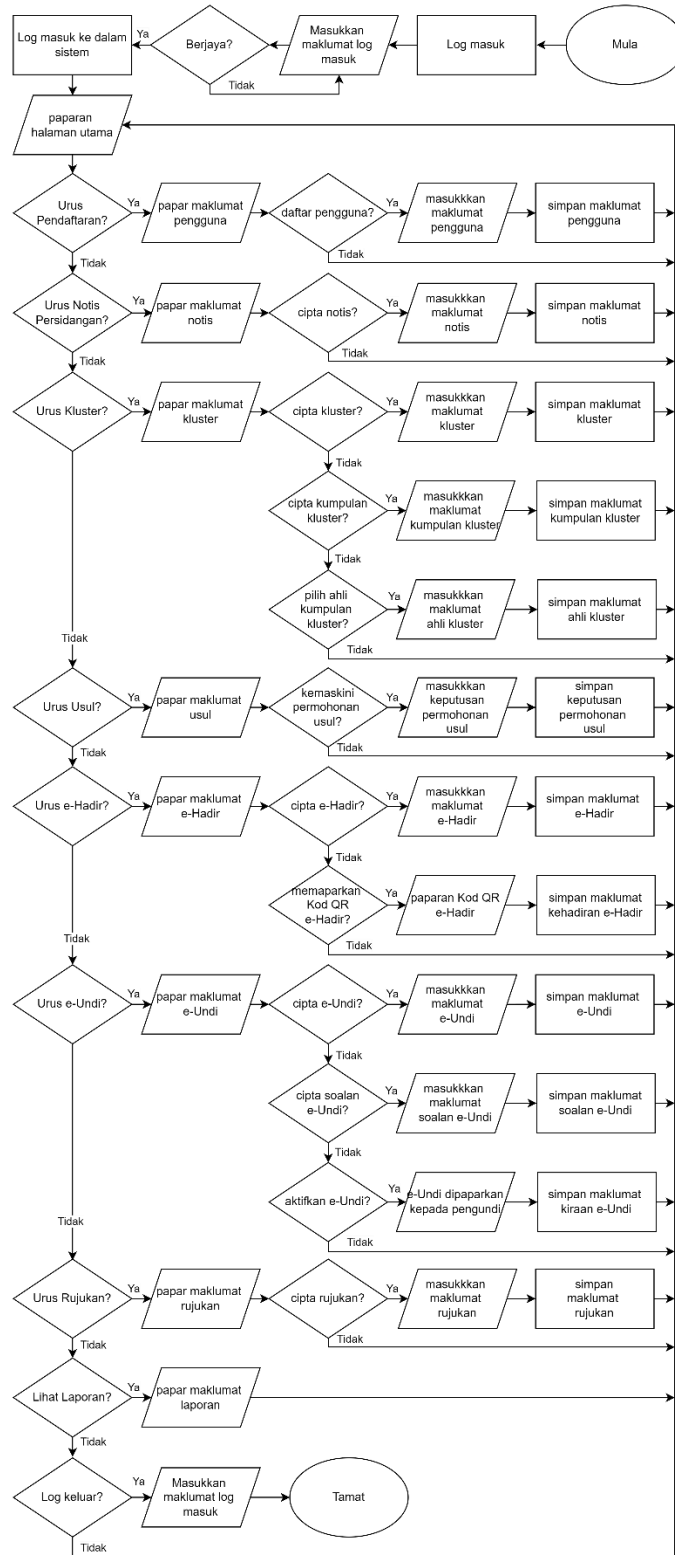 Log masuk ke dalam
sistem
Ya
Berjaya?
Tidak
Masukkan
maklumat log
masuk
Log masuk
Mula
paparan
halaman utama
Urus
Pendaftaran?
Ya
papar maklumat
pengguna
daftar pengguna?
Ya
masukkkan
maklumat
pengguna
simpan maklumat
pengguna
Tidak
Tidak
Urus Notis
Persidangan?
Ya
papar maklumat
notis
cipta notis?
Ya
masukkkan
maklumat
notis
simpan maklumat
notis
Tidak
Tidak
Urus Kluster?
Ya
papar maklumat
kluster
cipta kluster?
Ya
masukkkan
maklumat
kluster
simpan maklumat
kluster
Tidak
cipta kumpulan
kluster?
Ya
masukkkan
maklumat
kumpulan kluster
simpan maklumat
kumpulan kluster
Tidak
pilih ahli
kumpulan
kluster?
Ya
masukkkan
maklumat
ahli kluster
simpan maklumat
ahli kluster
Tidak
Tidak
Urus Usul?
Ya
papar maklumat
usul
kemaskini
permohonan
usul?
Ya
masukkkan
keputusan
permohonan
usul
simpan
keputusan
permohonan
usul
Tidak
Tidak
Urus e-Hadir?
Ya
papar maklumat
e-Hadir
cipta e-Hadir?
Ya
masukkkan
maklumat
e-Hadir
simpan maklumat
e-Hadir
Tidak
memaparkan
Kod QR
e-Hadir?
Ya
paparan Kod QR
e-Hadir
simpan maklumat
kehadiran e-Hadir
Tidak
Tidak
Urus e-Undi?
Ya
papar maklumat
e-Undi
cipta e-Undi?
Ya
masukkkan
maklumat
e-Undi
simpan maklumat
e-Undi
Tidak
cipta soalan
e-Undi?
Ya
masukkkan
maklumat
soalan e-Undi
simpan maklumat
soalan e-Undi
Tidak
aktifkan e-Undi?
Ya
e-Undi dipaparkan
kepada pengundi
simpan maklumat
kiraan e-Undi
Tidak
Tidak
Urus Rujukan?
Ya
papar maklumat
rujukan
cipta rujukan?
Ya
masukkkan
maklumat
rujukan
simpan
maklumat
rujukan
Tidak
Tidak
Lihat Laporan?
Ya
papar maklumat
laporan
Tidak
Log keluar?
Ya
Masukkan
maklumat log
masuk
Tamat
Tidak